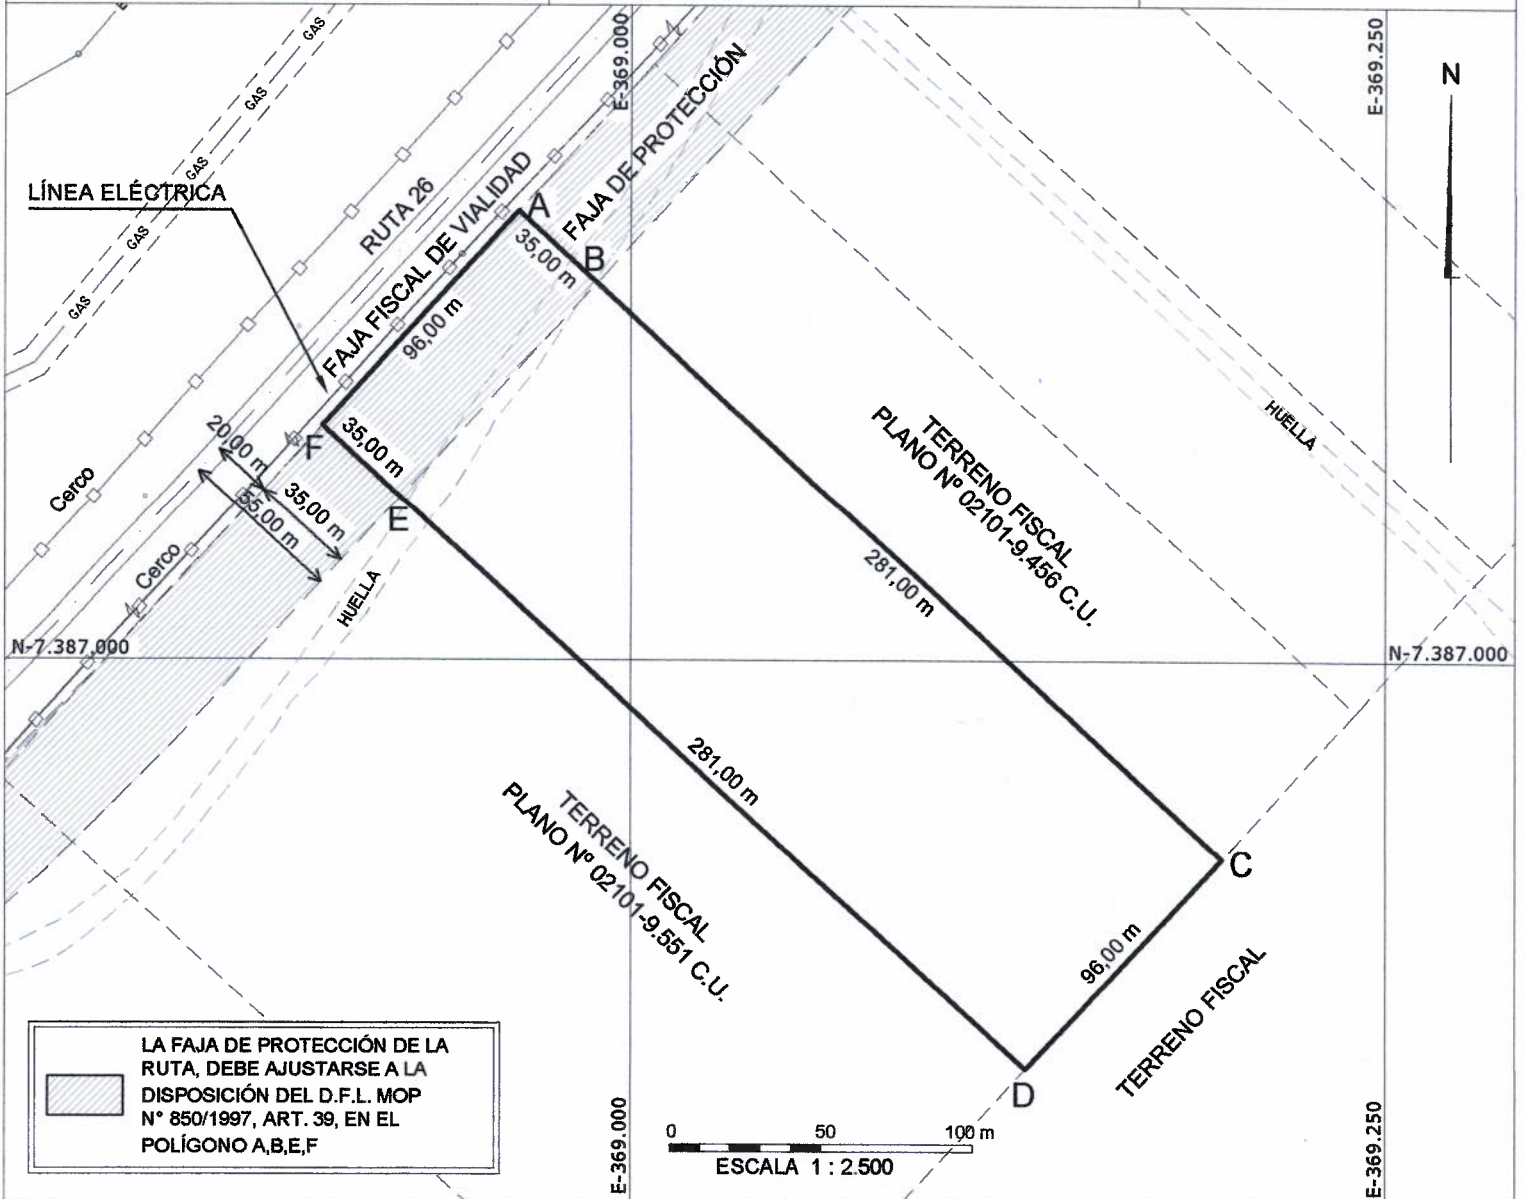 E-369.000
E-369.250
GAS
GAS
GAS
GAS
GAS
N
LÍNEA ELÉCTRICA
RUTA 26
FAJA FISCAL DE VIALIDAD
FAJA DE PROTECCIÓN
A
B
35,00 m
96,00 m
F
35,00 m
E
20,00 m
35,00 m
55,00 m
Cerco
Cerco
HUELLA
HUELLA
TERRENO FISCAL
PLANO Nº 02101-9.456 C.U.
281,00 m
N-7.387.000
N-7.387.000
281,00 m
TERRENO FISCAL
PLANO Nº 02101-9.551 C.U.
C
96,00 m
TERRENO FISCAL
D
LA FAJA DE PROTECCIÓN DE LA
RUTA, DEBE AJUSTARSE A LA
DISPOSICIÓN DEL D.F.L. MOP
N° 850/1997, ART. 39, EN EL
POLÍGONO A,B,E,F
0 50 100 m
ESCALA 1 : 2.500
E-369.000
E-369.250